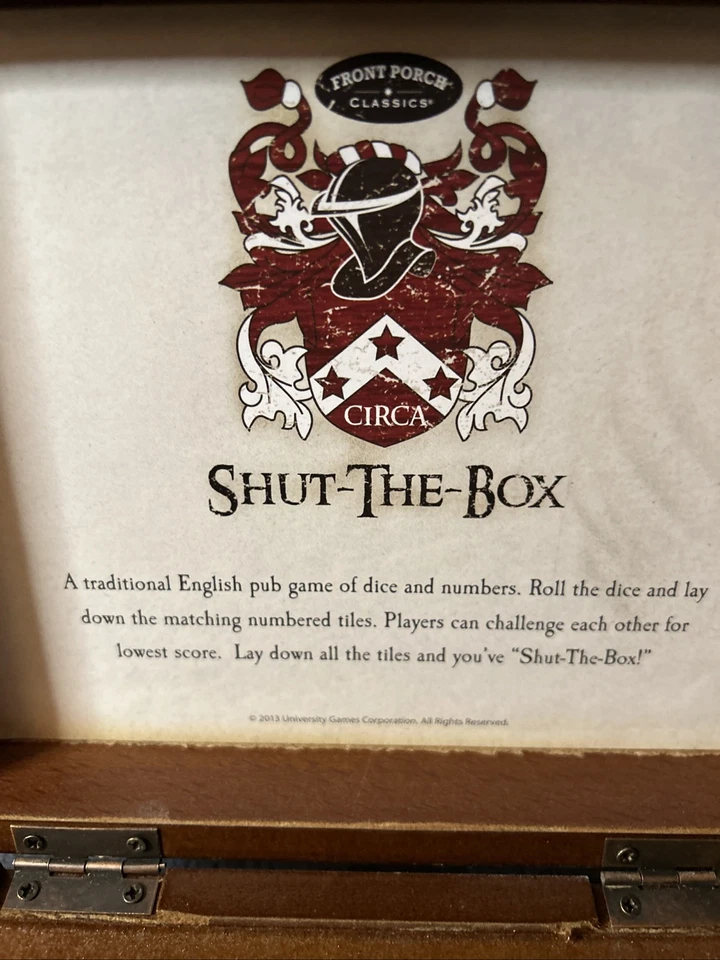 FRONT PORCH
CLASSICS®
CIRCA
SHUT-THE-BOX
A traditional English pub game of dice and numbers. Roll the dice and lay
down the matching numbered tiles. Players can challenge each other for
lowest score. Lay down all the tiles and you've "Shut-The-Box!"
© 2013 University Games Corporation. All Rights Reserved.